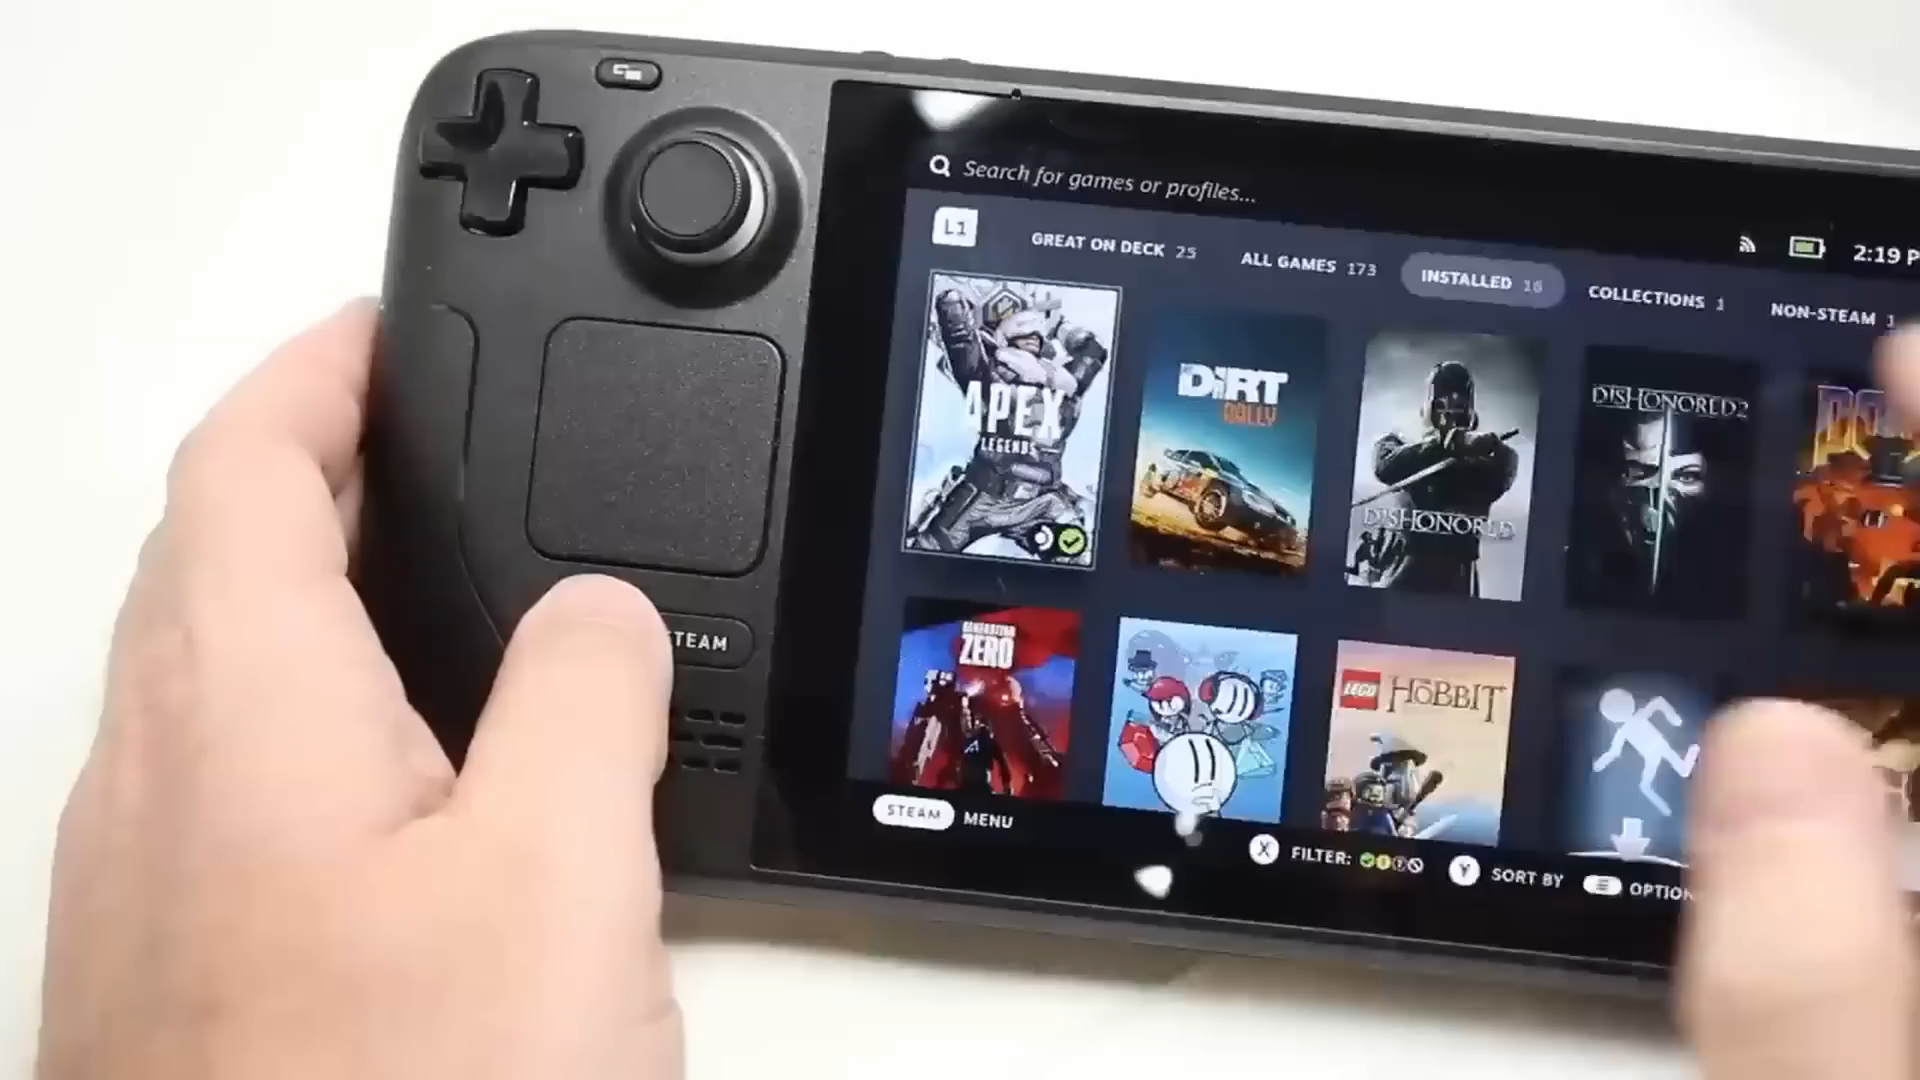 Search for games or profiles...
2:19 P
L1
GREAT ON DECK 25
ALL GAMES 173
INSTALLED 16
COLLECTIONS 1
NON-STEAM 1
APEX
LEGENDS
DiRT
RALLY
DISHONORED
DISHONORED 2
DO
GENERATION
ZERO
LEGO
HOBBIT
STEAM
STEAM MENU
X FILTER:
Y SORT BY
OPTION